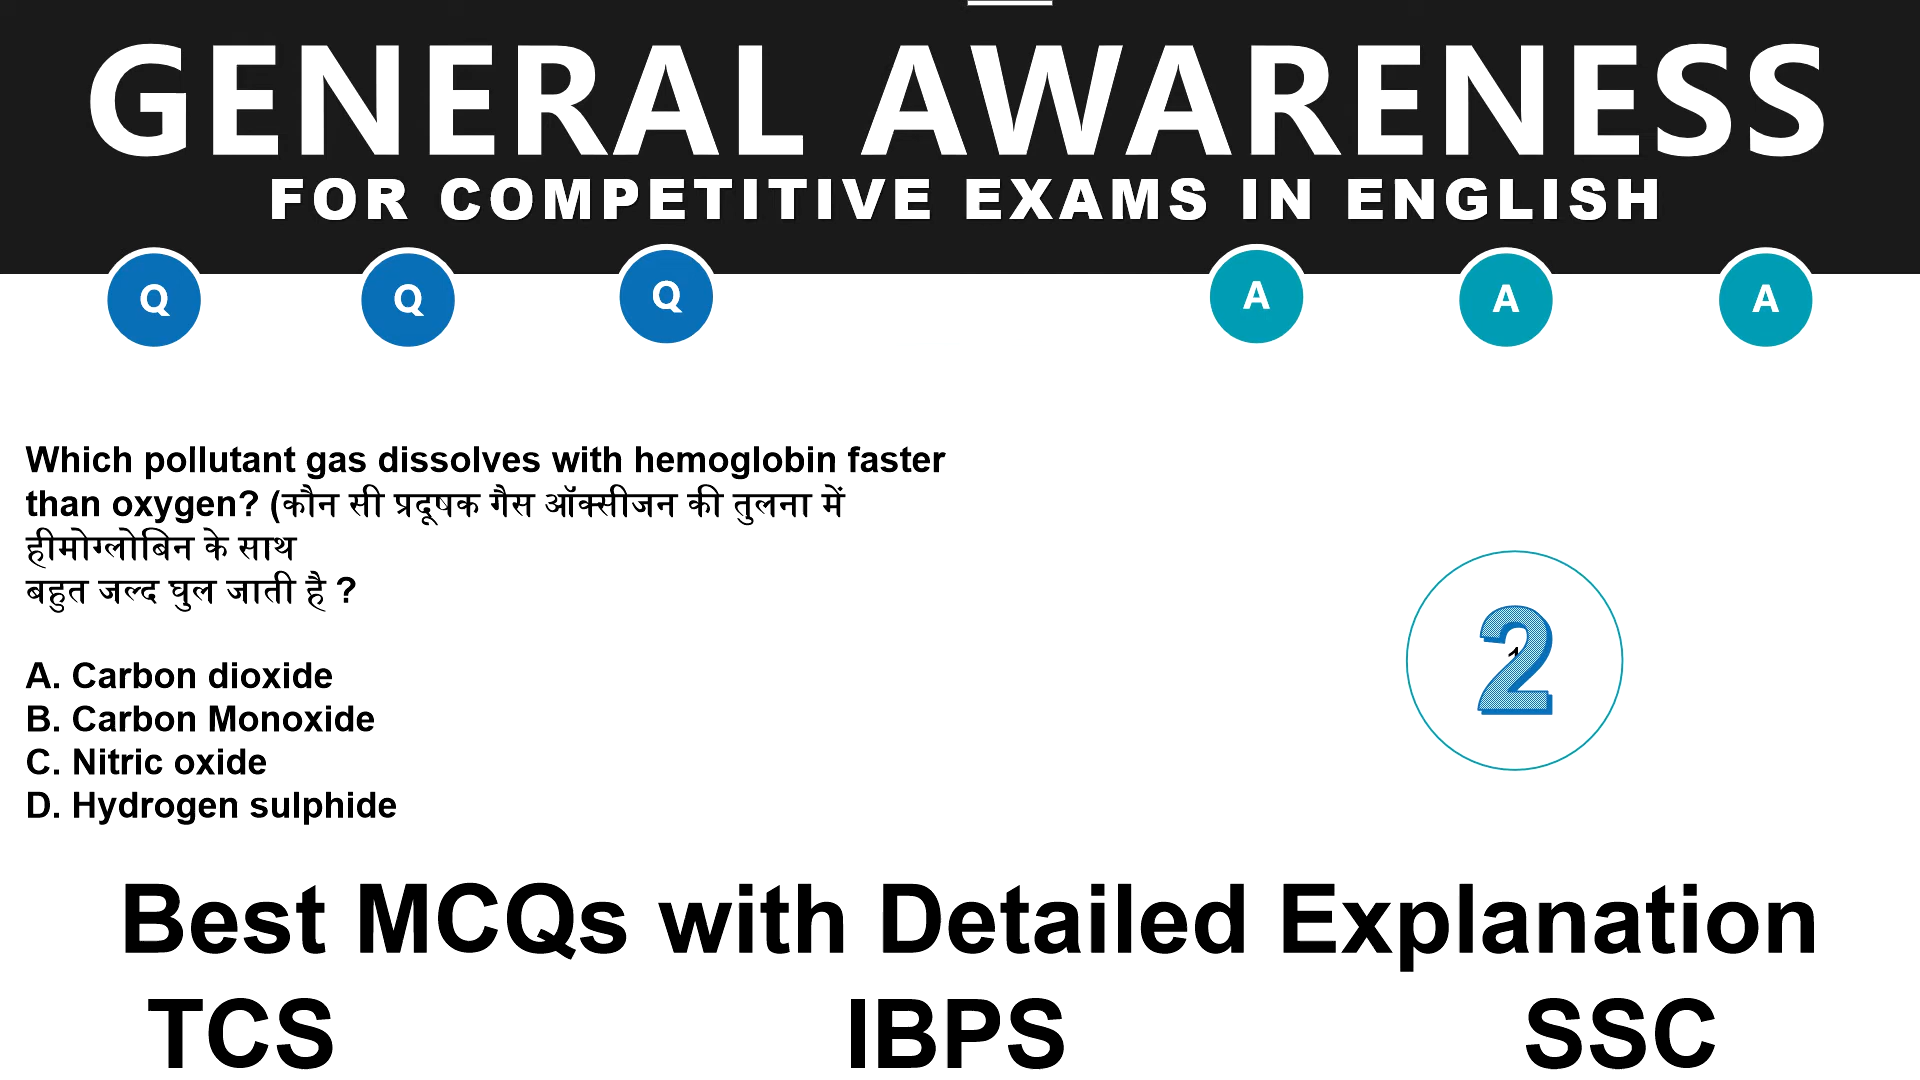 GENERAL AWARENESS
FOR COMPETITIVE EXAMS IN ENGLISH
Q Q Q A A A
Which pollutant gas dissolves with hemoglobin faster
than oxygen? (कौन सी प्रदूषक गैस ऑक्सीजन की तुलना में
हीमोग्लोबिन के साथ
बहुत जल्द घुल जाती है ?
A. Carbon dioxide
B. Carbon Monoxide
C. Nitric oxide
D. Hydrogen sulphide
2
Best MCQs with Detailed Explanation
TCS IBPS SSC